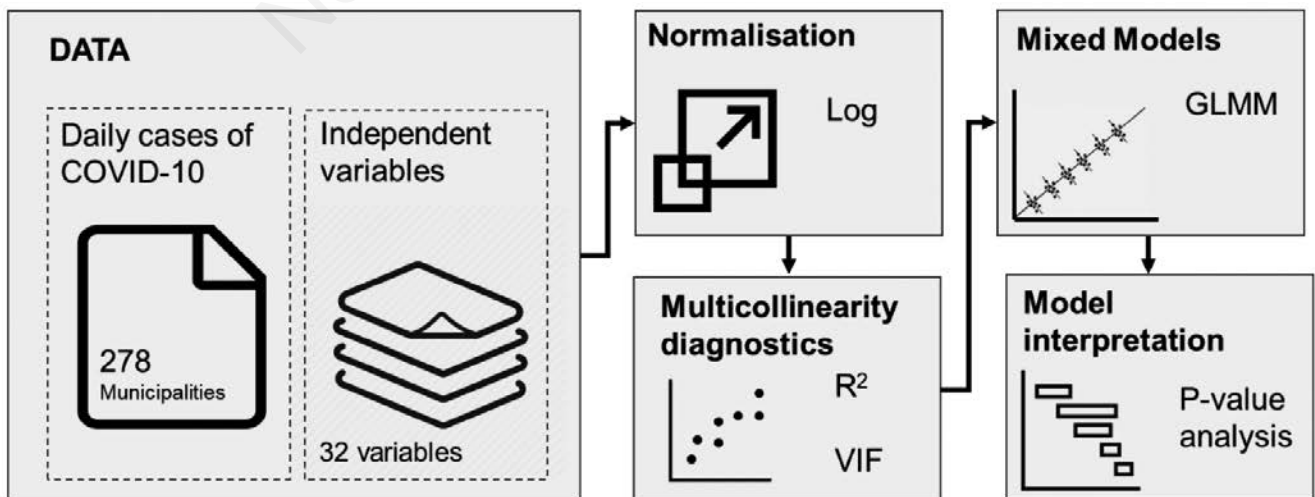 DATA
Daily cases of
COVID-10
278
Municipalities
Independent
variables
32 variables
Normalisation
Log
Multicollinearity
diagnostics
R²
VIF
Mixed Models
GLMM
Model
interpretation
P-value
analysis